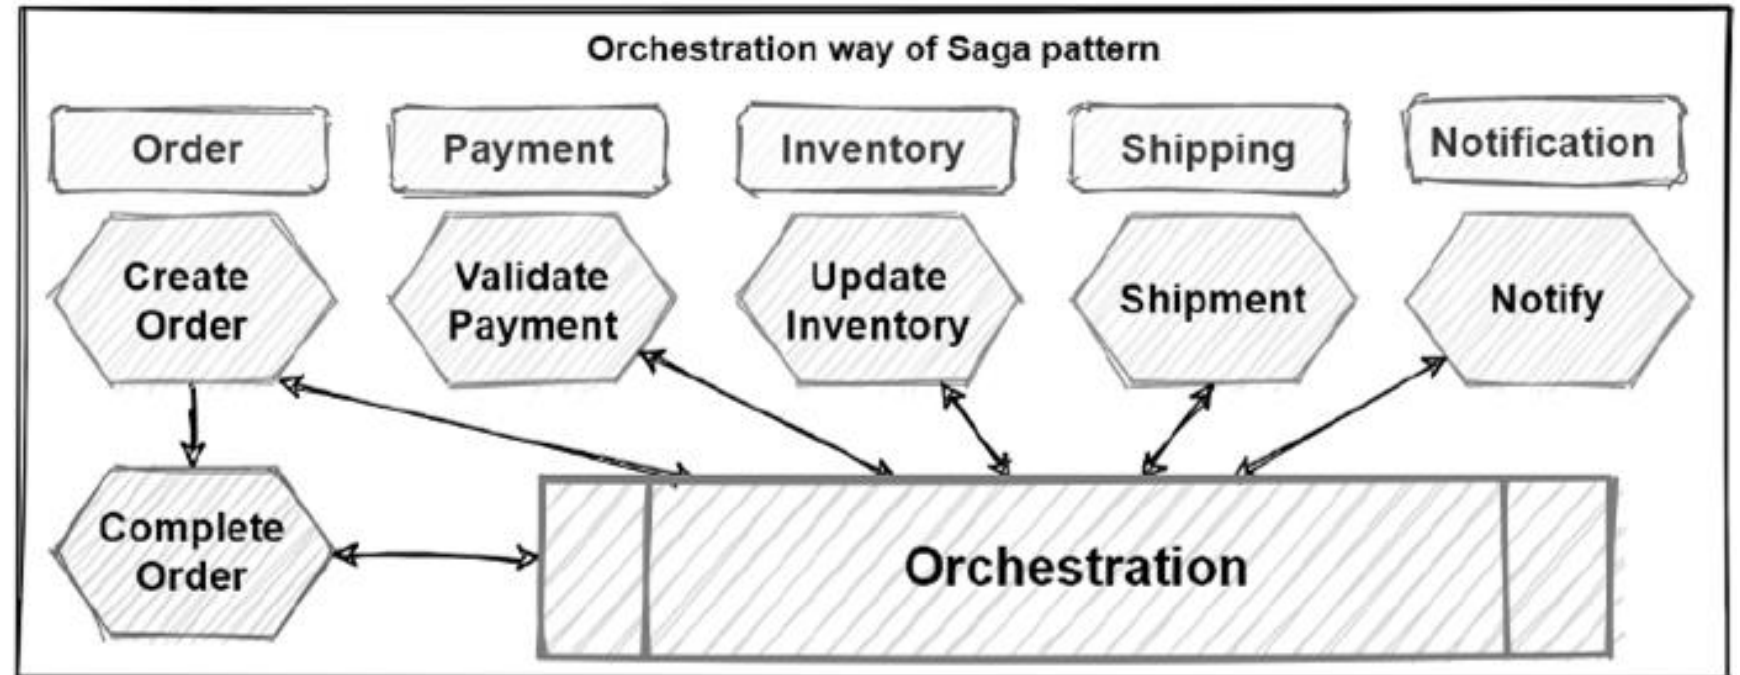 Orchestration way of Saga pattern
Order
Payment
Inventory
Shipping
Notification
Create
Order
Validate
Payment
Update
Inventory
Shipment
Notify
Complete
Order
Orchestration